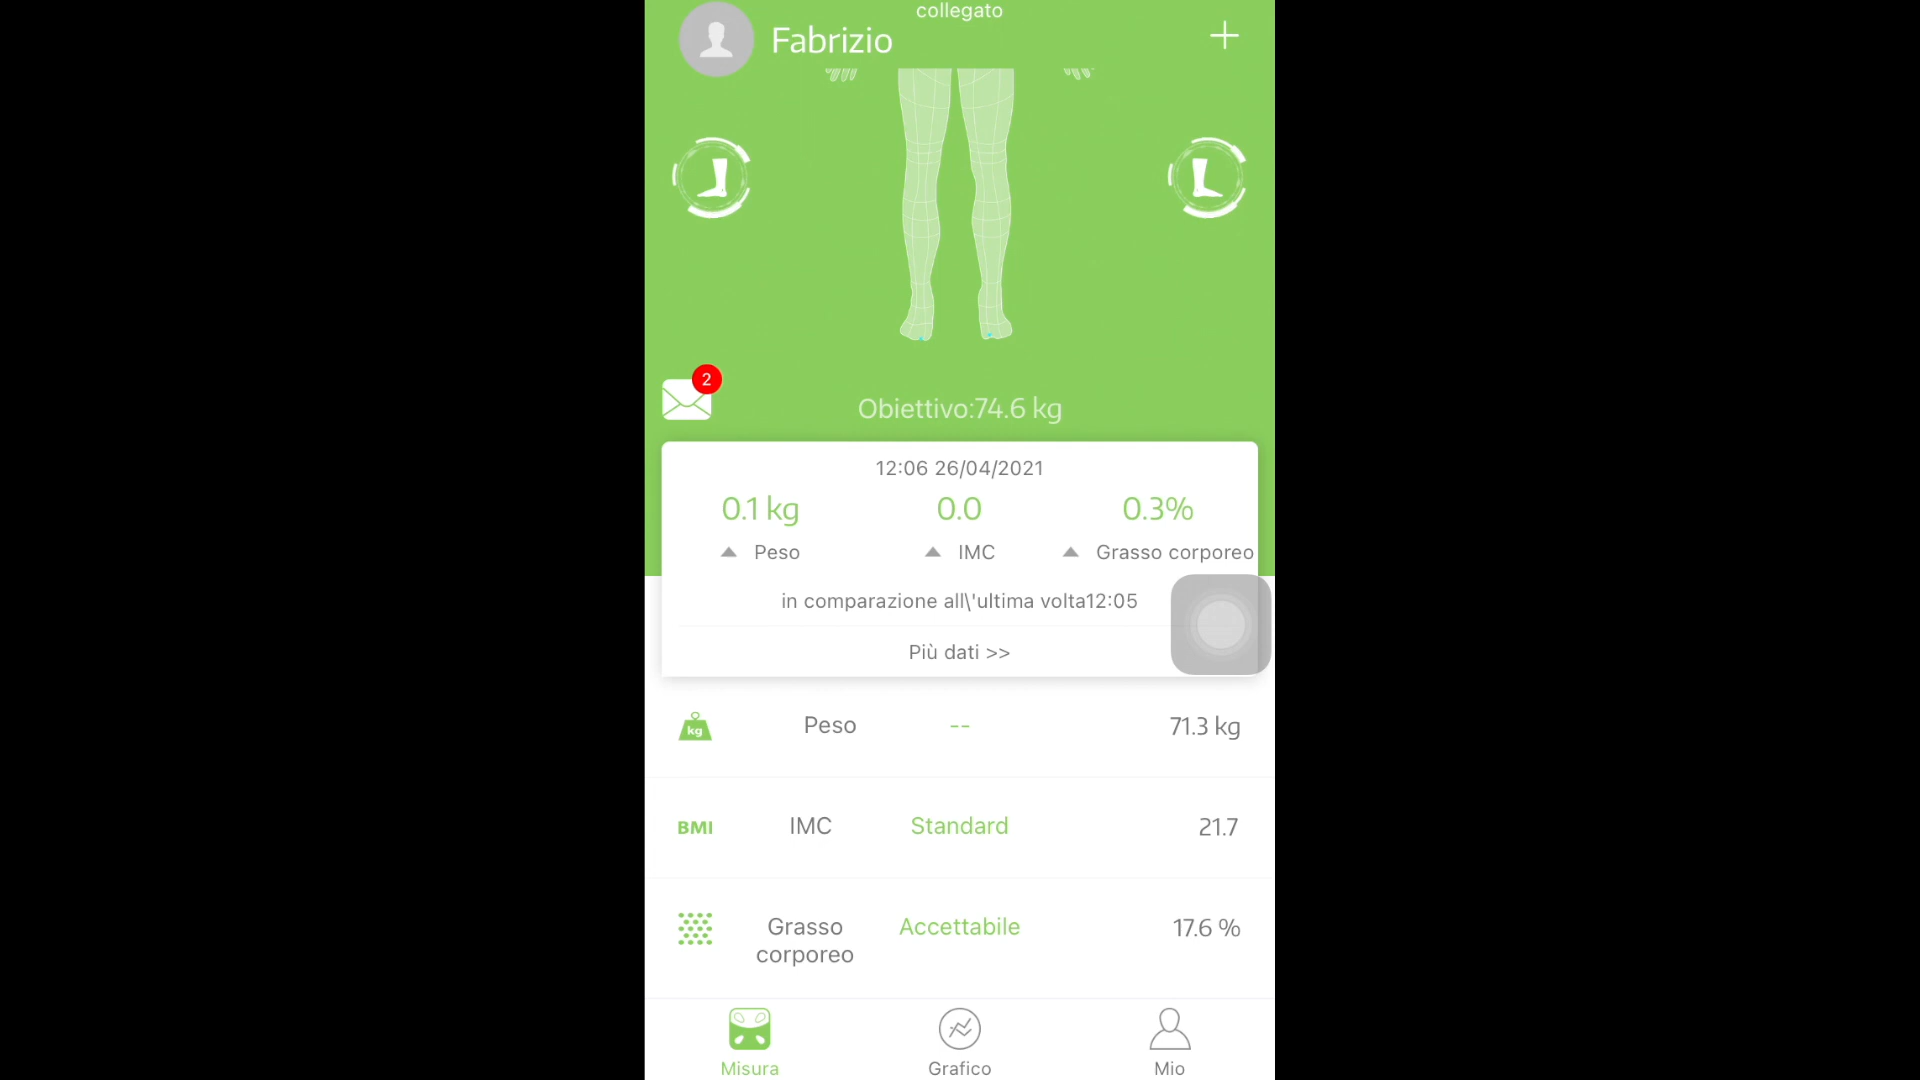 collegato
Fabrizio
2
Obiettivo:74.6 kg
12:06 26/04/2021
0.1 kg 0.0 0.3%
Peso IMC Grasso corporeo
in comparazione all\'ultima volta12:05
Più dati >>
kg Peso -- 71.3 kg
BMI IMC Standard 21.7
Grasso corporeo Accettabile 17.6 %
Misura Grafico Mio